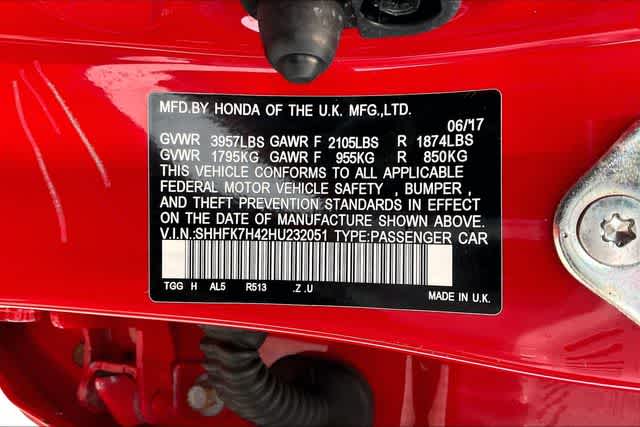 MFD.BY HONDA OF THE U.K. MFG.,LTD.
06/17
GVWR 3957LBS GAWR F 2105LBS R 1874LBS
GVWR 1795KG GAWR F 955KG R 850KG
THIS VEHICLE CONFORMS TO ALL APPLICABLE
FEDERAL MOTOR VEHICLE SAFETY , BUMPER ,
AND THEFT PREVENTION STANDARDS IN EFFECT
ON THE DATE OF MANUFACTURE SHOWN ABOVE.
V.I.N.:SHHFK7H42HU232051 TYPE:PASSENGER CAR
TGG H AL5 R513 .Z .U
MADE IN U.K.